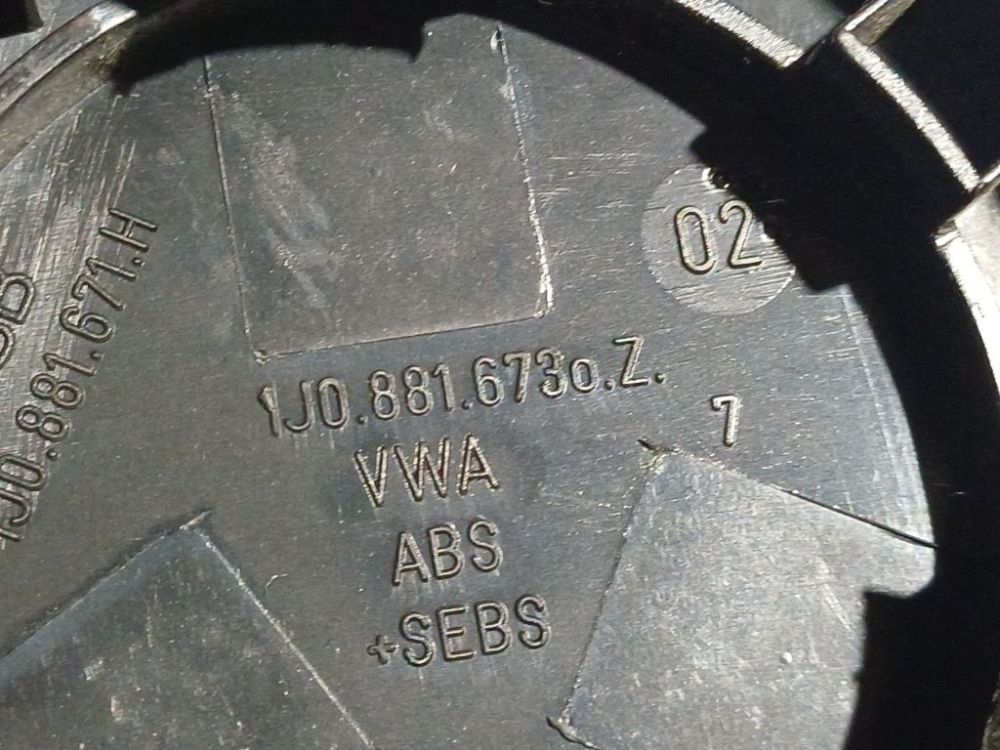 02
1J0.881.673o.Z.
7
VWA
ABS
+SEBS
1J0.881.671.H